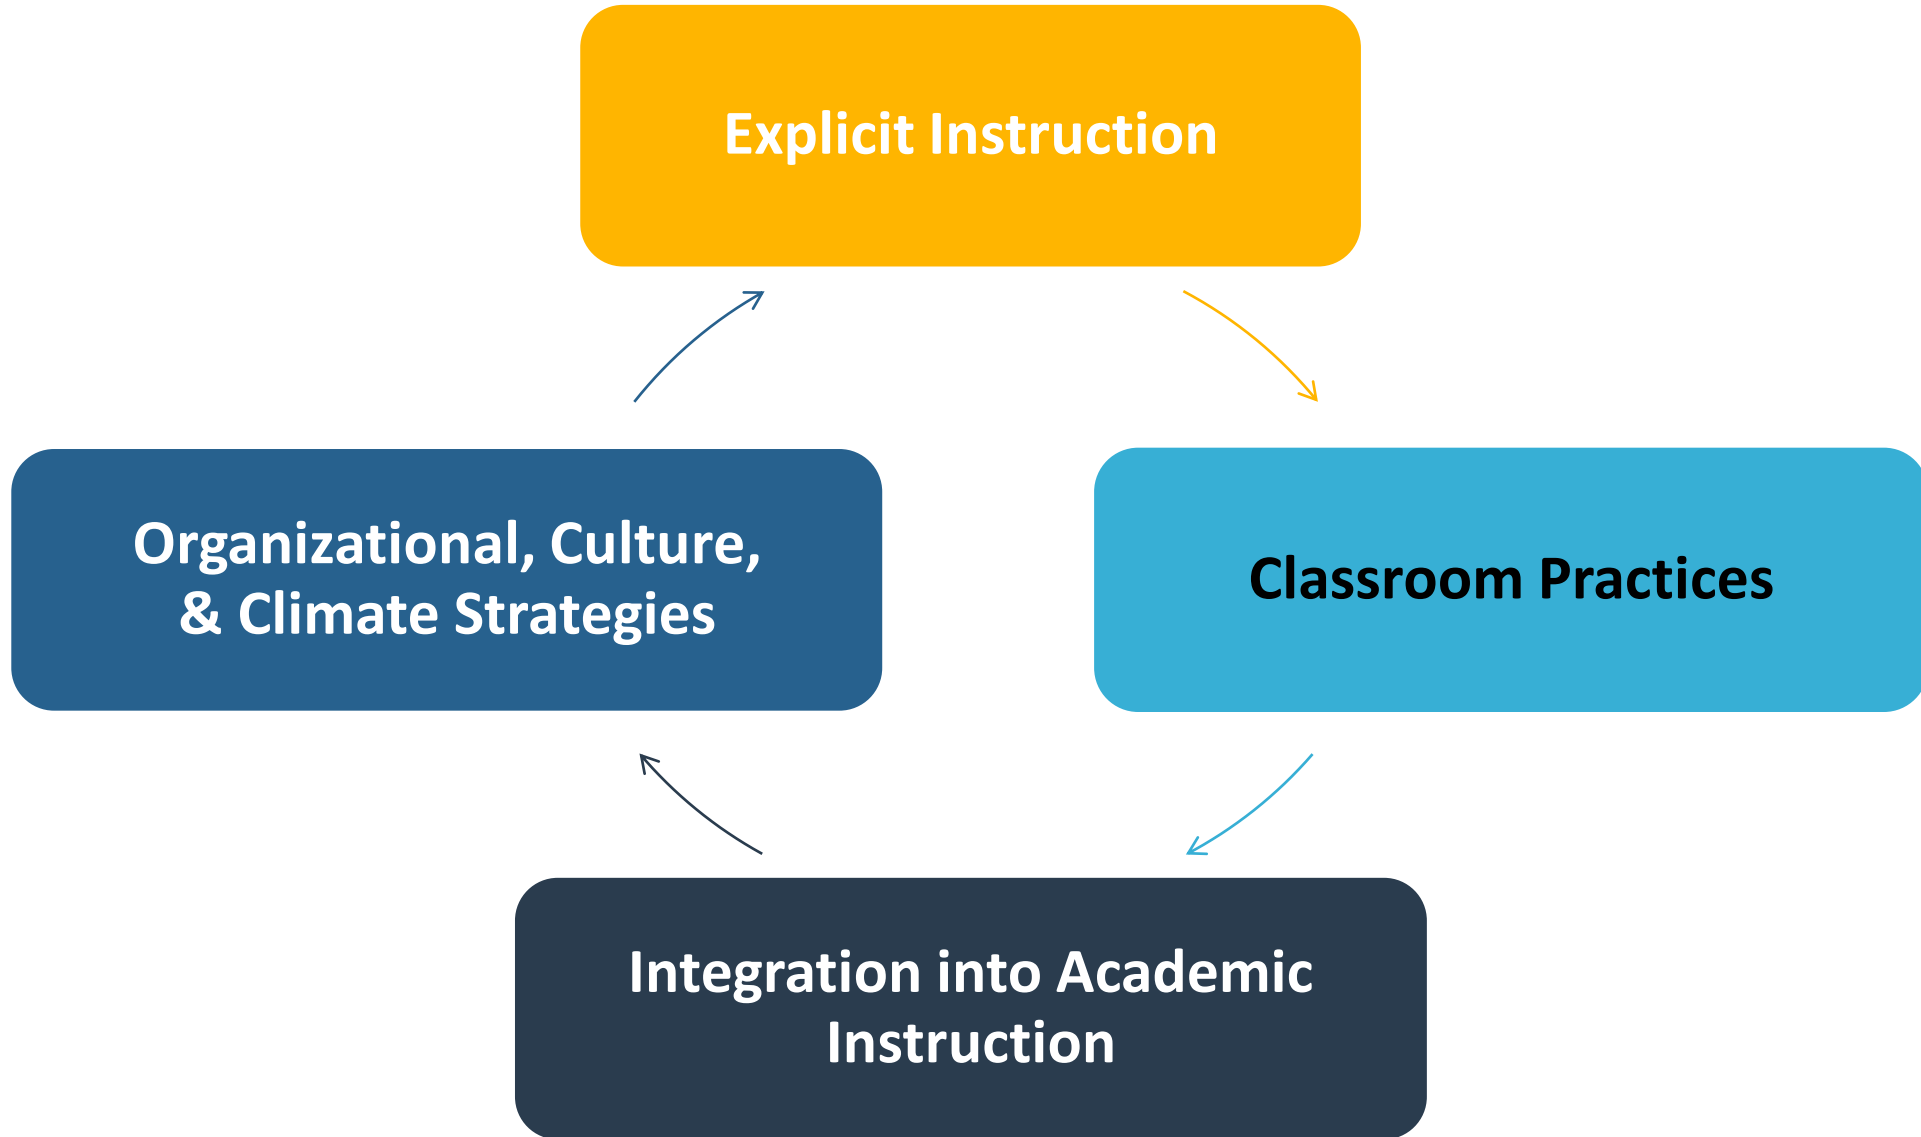 Explicit Instruction
Organizational, Culture,
& Climate Strategies
Classroom Practices
Integration into Academic
Instruction